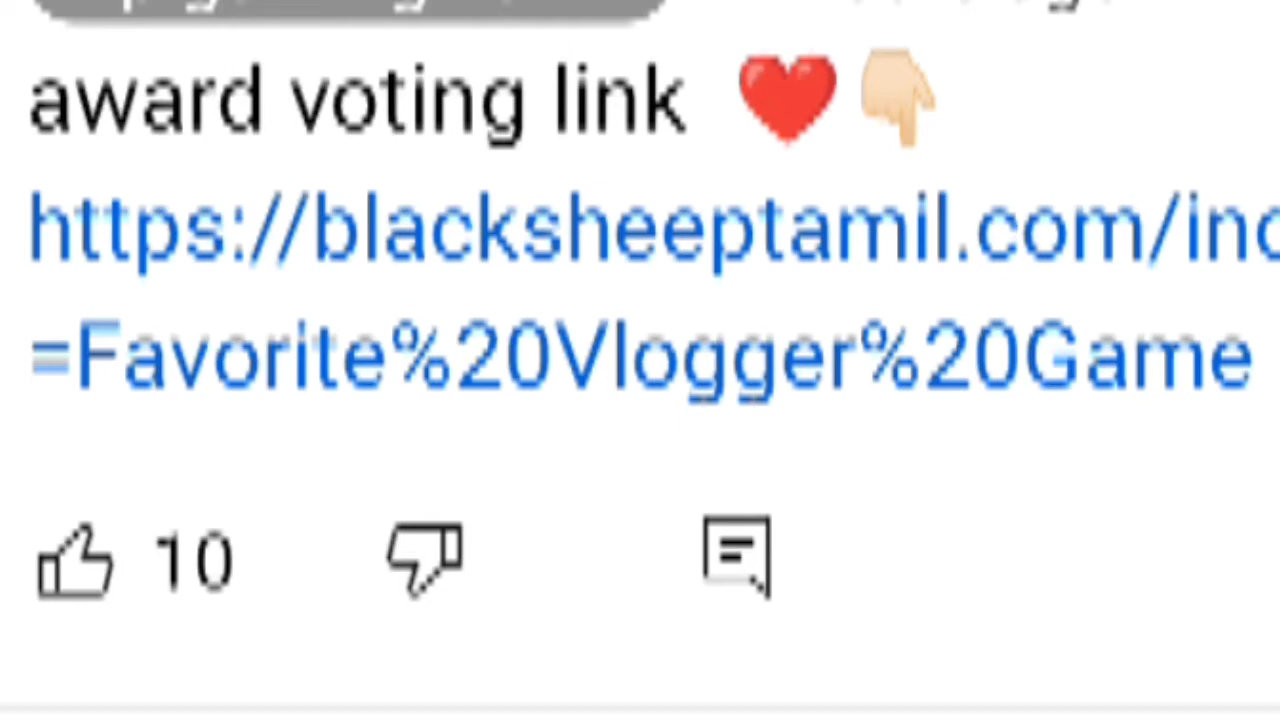 award voting link ❤️👇🏻
https://blacksheeptamil.com/inc
=Favorite%20Vlogger%20Game
10